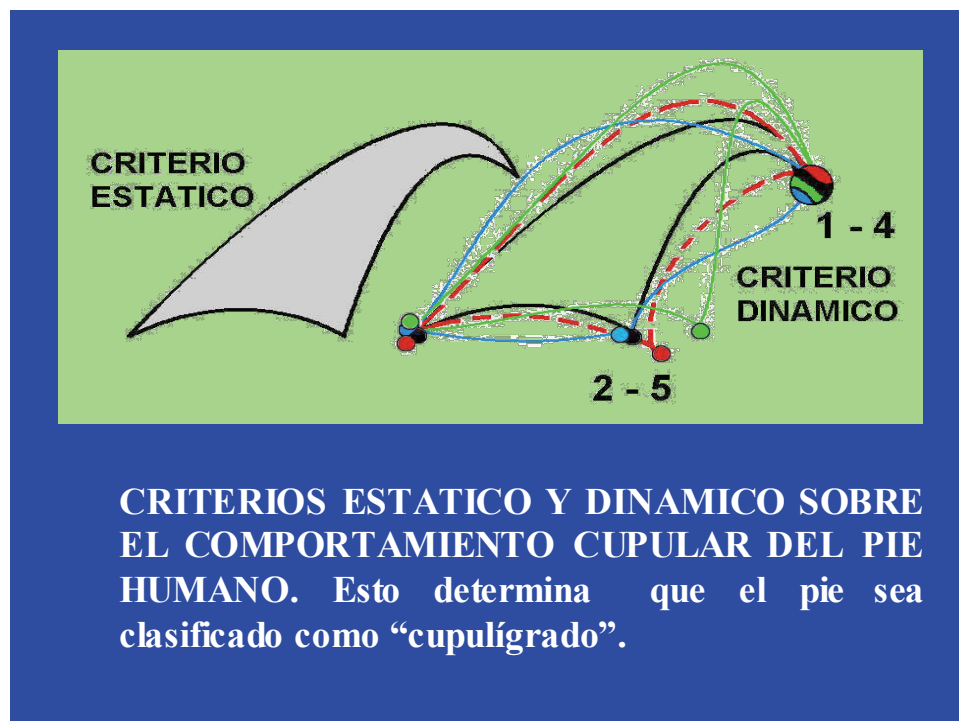 CRITERIO
ESTATICO
1 - 4
CRITERIO
DINAMICO
2 - 5
CRITERIOS ESTATICO Y DINAMICO SOBRE
EL COMPORTAMIENTO CUPULAR DEL PIE
HUMANO. Esto determina que el pie sea
clasificado como “cupulígrado”.